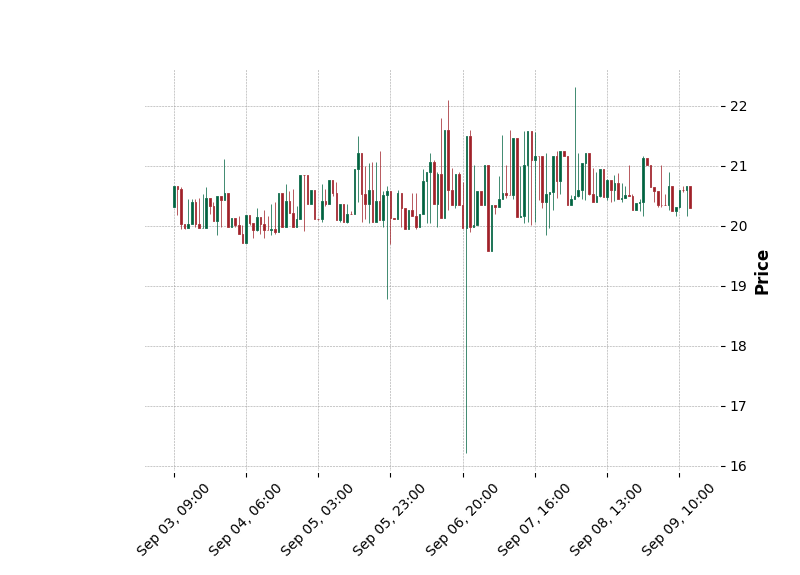 22
21
20
19
18
17
16
Price
Sep 03, 09:00
Sep 04, 06:00
Sep 05, 03:00
Sep 05, 23:00
Sep 06, 20:00
Sep 07, 16:00
Sep 08, 13:00
Sep 09, 10:00